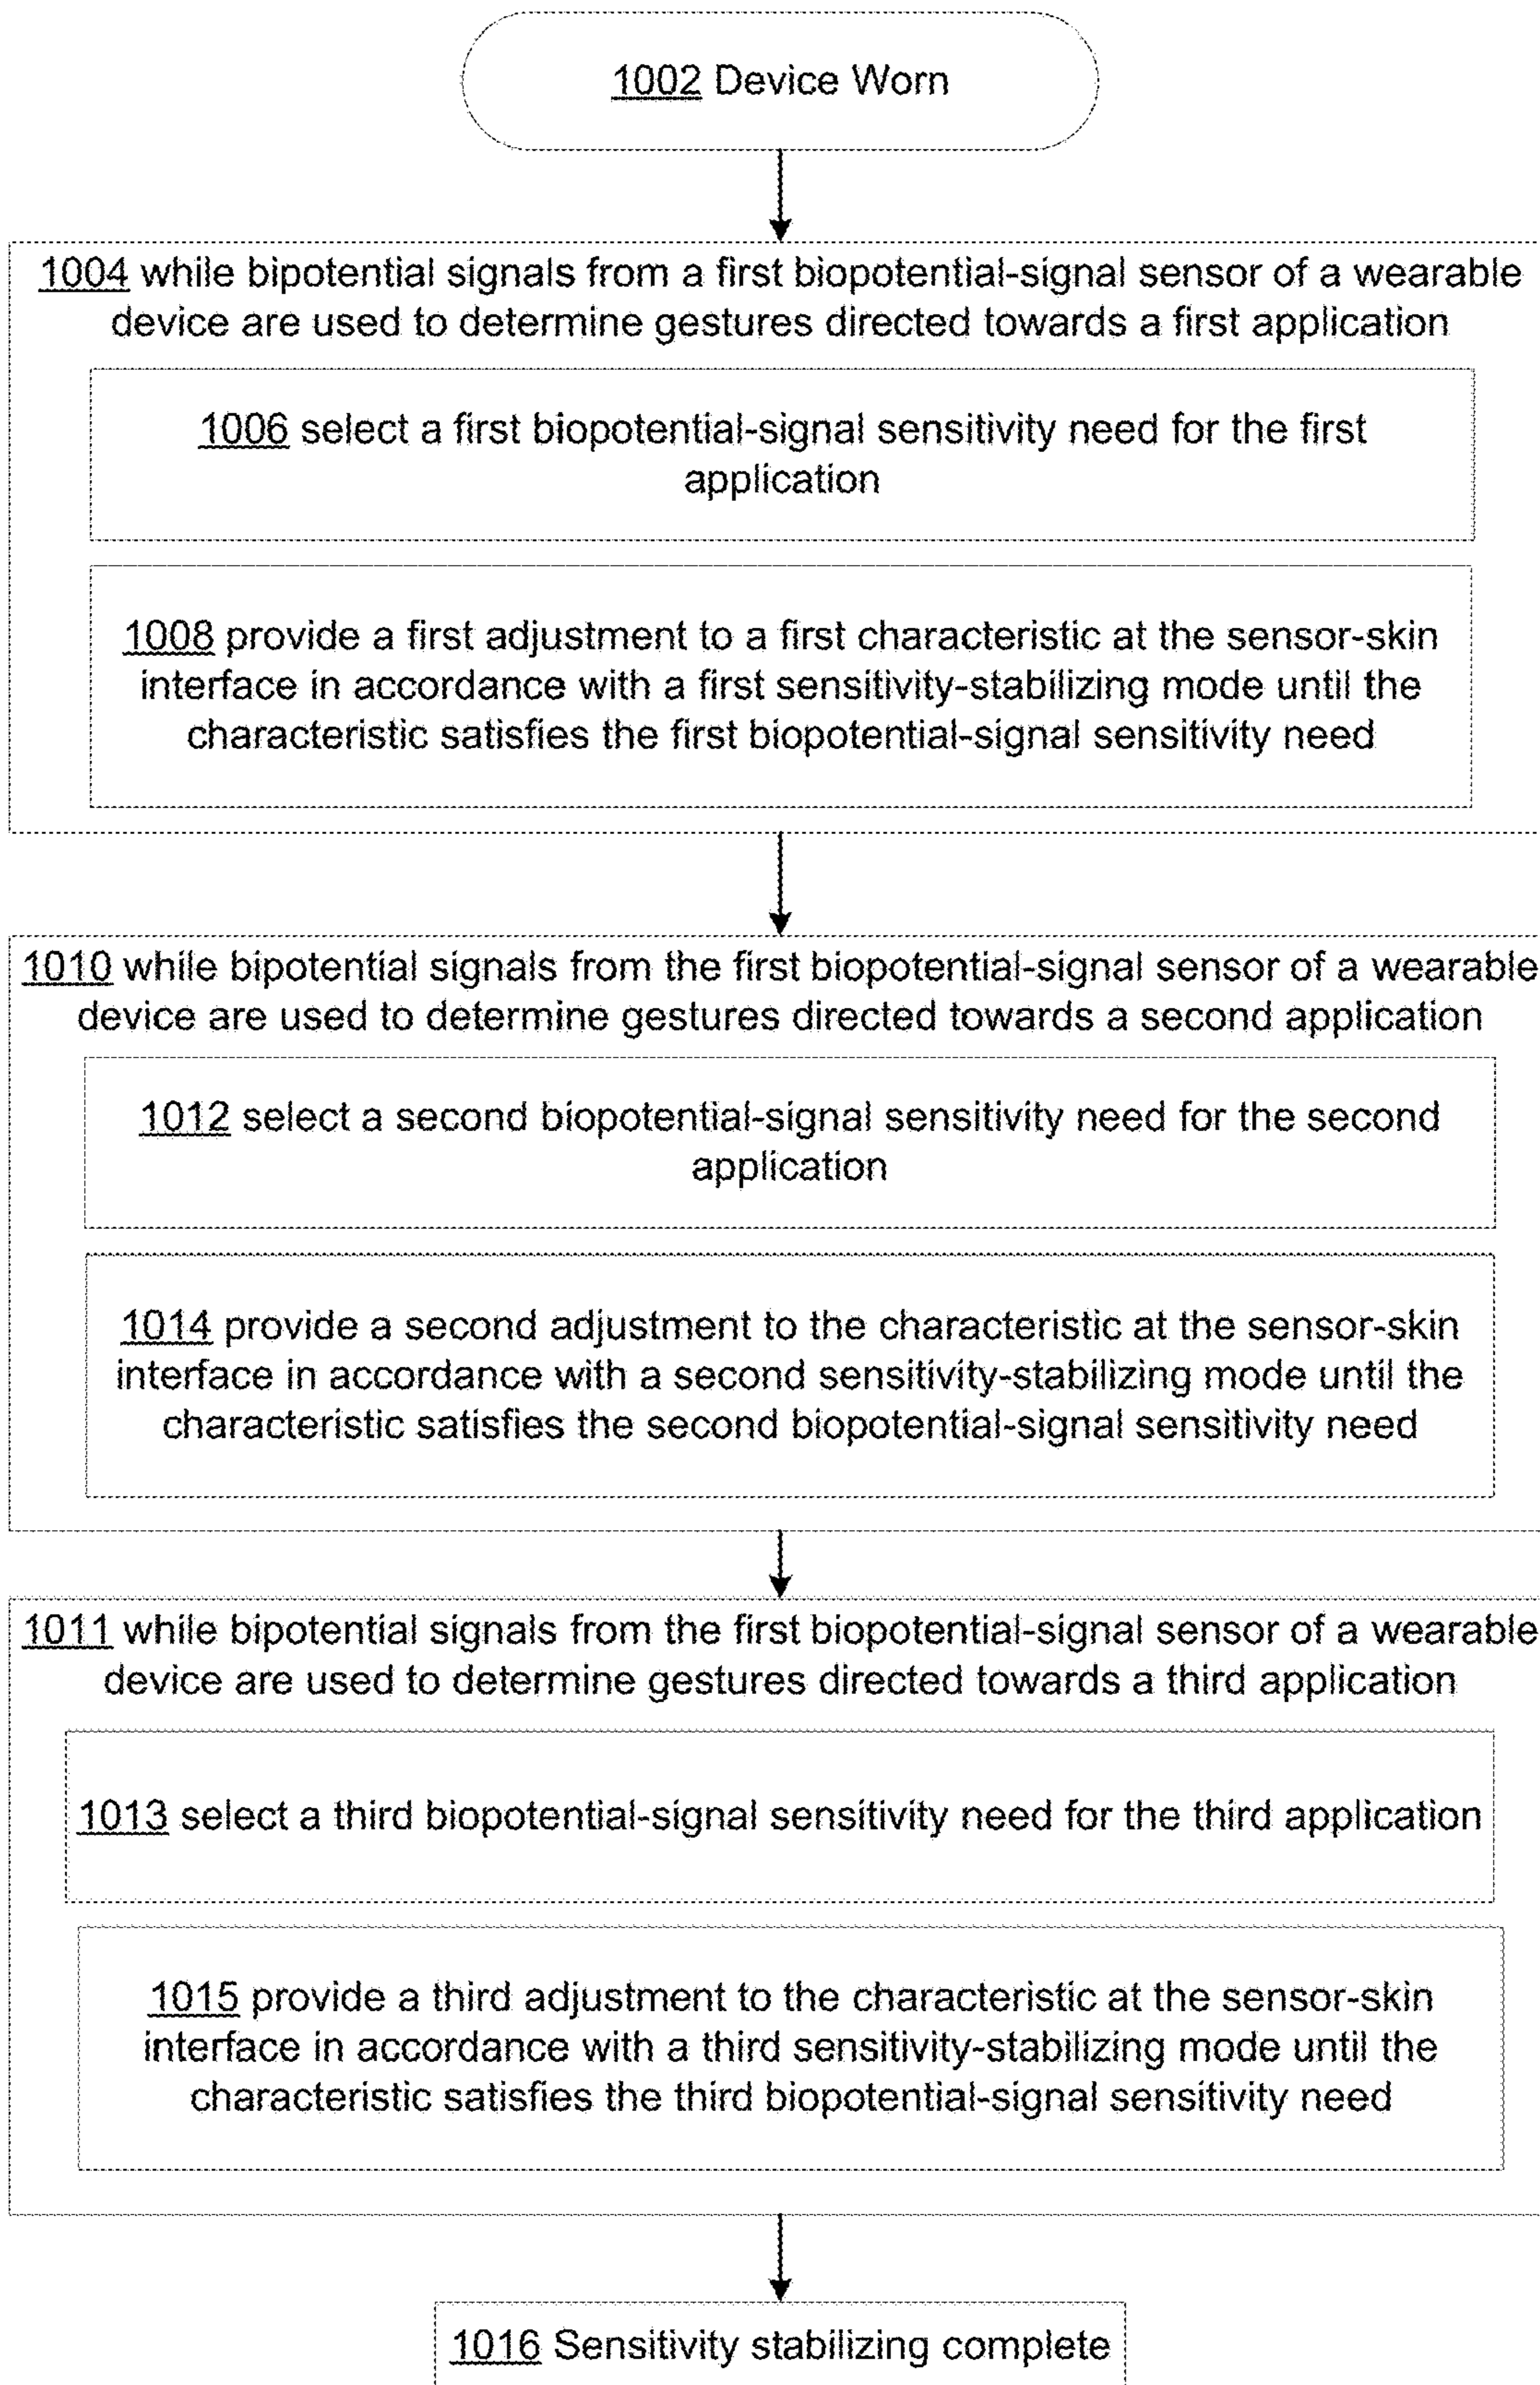 1002 Device Worn
1004 while bipotential signals from a first biopotential-signal sensor of a wearable
device are used to determine gestures directed towards a first application
1006 select a first biopotential-signal sensitivity need for the first
application
1008 provide a first adjustment to a first characteristic at the sensor-skin
interface in accordance with a first sensitivity-stabilizing mode until the
characteristic satisfies the first biopotential-signal sensitivity need
1010 while bipotential signals from the first biopotential-signal sensor of a wearable
device are used to determine gestures directed towards a second application
1012 select a second biopotential-signal sensitivity need for the second
application
1014 provide a second adjustment to the characteristic at the sensor-skin
interface in accordance with a second sensitivity-stabilizing mode until the
characteristic satisfies the second biopotential-signal sensitivity need
1011 while bipotential signals from the first biopotential-signal sensor of a wearable
device are used to determine gestures directed towards a third application
1013 select a third biopotential-signal sensitivity need for the third application
1015 provide a third adjustment to the characteristic at the sensor-skin
interface in accordance with a third sensitivity-stabilizing mode until the
characteristic satisfies the third biopotential-signal sensitivity need
1016 Sensitivity stabilizing complete